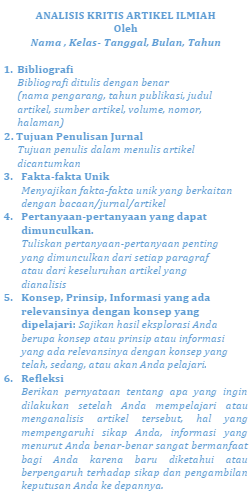 ANALISIS KRITIS ARTIKEL ILMIAH
Oleh
Nama , Kelas- Tanggal, Bulan, Tahun
1. Bibliografi
Bibliografi ditulis dengan benar
(nama pengarang, tahun publikasi, judul
artikel, sumber artikel, volume, nomor,
halaman)
2. Tujuan Penulisan Jurnal
Tujuan penulis dalam menulis artikel
dicantumkan
3. Fakta-fakta Unik
Menyajikan fakta-fakta unik yang berkaitan
dengan bacaan/jurnal/artikel
4. Pertanyaan-pertanyaan yang dapat
dimunculkan.
Tuliskan pertanyaan-pertanyaan penting
yang dimunculkan dari setiap paragraf
atau dari keseluruhan artikel yang
dianalisis
5. Konsep, Prinsip, Informasi yang ada
relevansinya dengan konsep yang
dipelajari: Sajikan hasil eksplorasi Anda
berupa konsep atau prinsip atau informasi
yang ada relevansinya dengan konsep yang
telah, sedang, atau akan Anda pelajari.
6. Refleksi
Berikan pernyataan tentang apa yang ingin
dilakukan setelah Anda mempelajari atau
menganalisis artikel tersebut, hal yang
mempengaruhi sikap Anda, informasi yang
menurut Anda benar-benar sangat bermanfaat
bagi Anda karena baru diketahui atau
berpengaruh terhadap sikap dan pengambilan
keputusan Anda ke depannya.